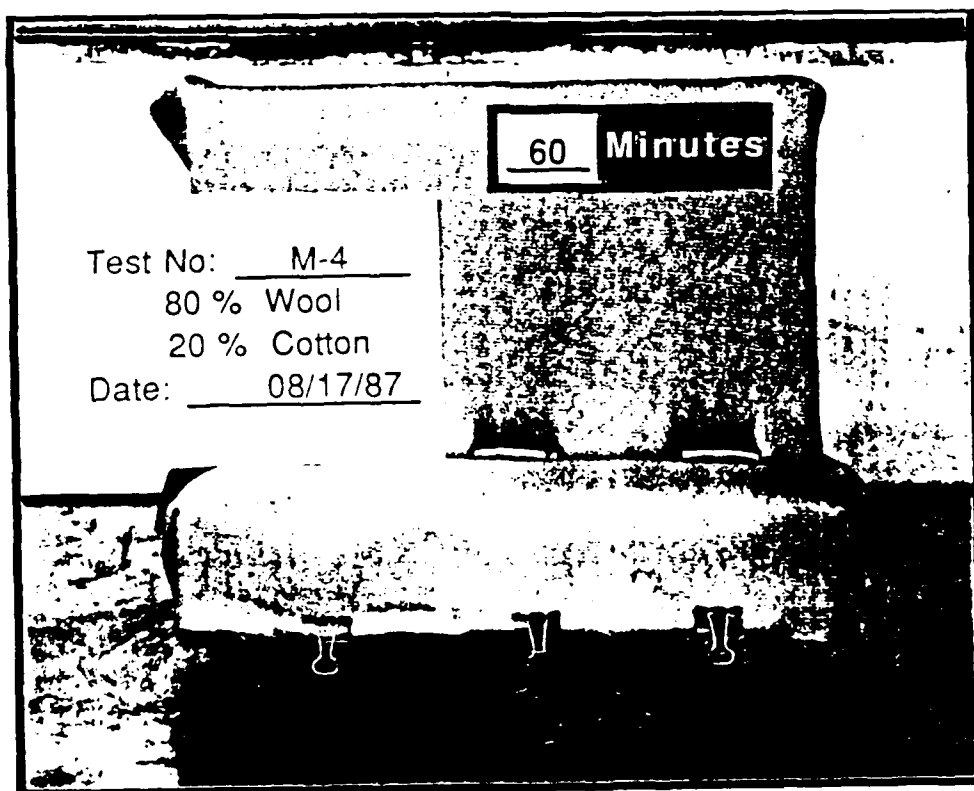 60 Minutes
Test No: M-4
80 % Wool
20 % Cotton
Date: 08/17/87